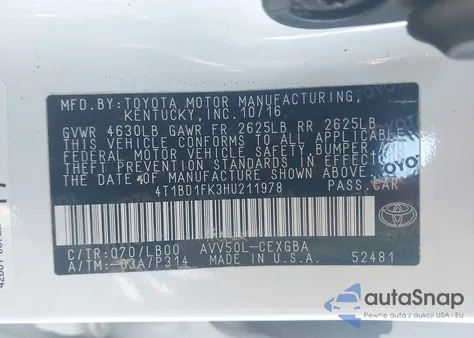 MFD.BY: TOYOTA MOTOR MANUFACTURING,
KENTUCKY, INC. 10/16
GVWR 4630LB GAWR FR 2625LB RR 2625LB
THIS VEHICLE CONFORMS TO ALL APPLICABLE
FEDERAL MOTOR VEHICLE SAFETY, BUMPER, AND
THEFT PREVENTION STANDARDS IN EFFECT ON
THE DATE OF MANUFACTURE SHOWN ABOVE.
4T1BD1FK3HU211978 PASS.CAR
C/TR: 070/LB00 AVV50L-CEXGBA
A/TM: -03A/P314 MADE IN U.S.A. 52481
TOYOTA
autaSnap
Pewne auta z USA i Kanady